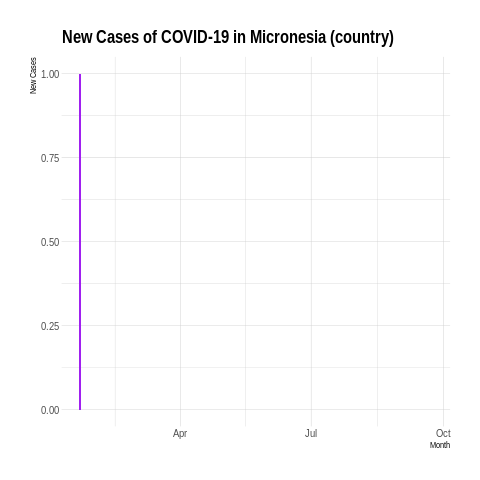 New Cases of COVID-19 in Micronesia (country)
New Cases
1.00
0.75
0.50
0.25
0.00
Apr
Jul
Oct
Month